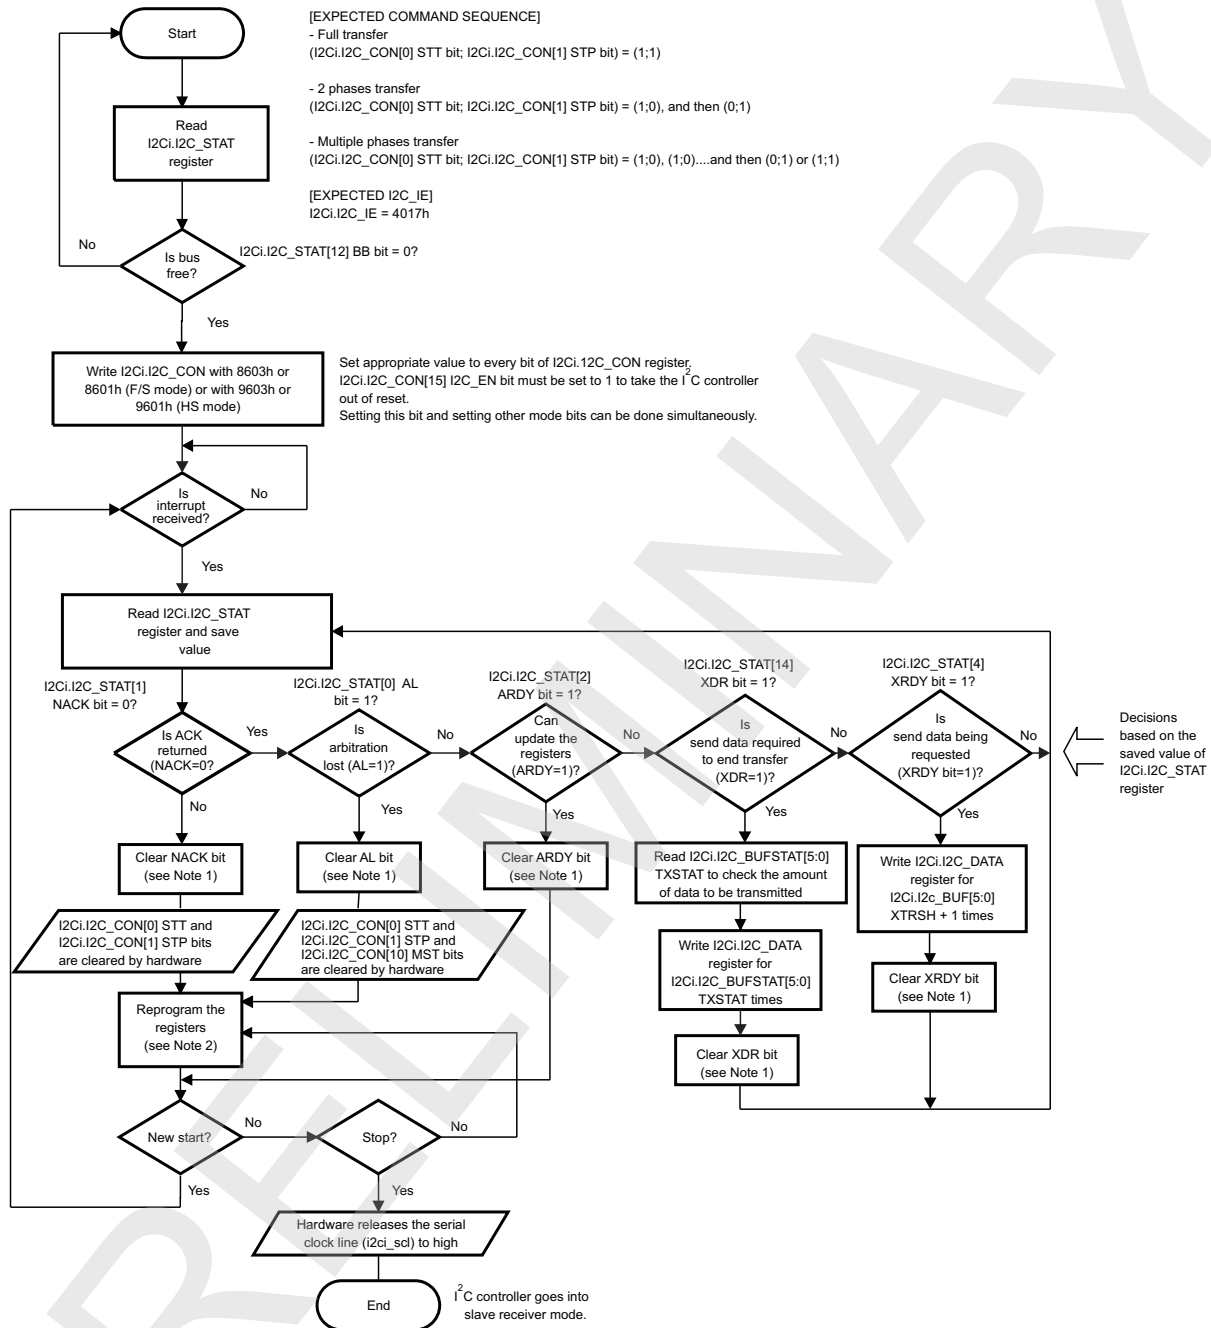 Start
[EXPECTED COMMAND SEQUENCE]
- Full transfer
(I2Ci.I2C_CON[0] STT bit; I2Ci.I2C_CON[1] STP bit) = (1;1)
- 2 phases transfer
(I2Ci.I2C_CON[0] STT bit; I2Ci.I2C_CON[1] STP bit) = (1;0), and then (0;1)
- Multiple phases transfer
(I2Ci.I2C_CON[0] STT bit; I2Ci.I2C_CON[1] STP bit) = (1;0), (1;0)....and then (0;1) or (1;1)
[EXPECTED I2C_IE]
I2Ci.I2C_IE = 4017h
Read
I2Ci.I2C_STAT
register
No
Is bus
free?
I2Ci.I2C_STAT[12] BB bit = 0?
Yes
Write I2Ci.I2C_CON with 8603h or
8601h (F/S mode) or with 9603h or
9601h (HS mode)
Set appropriate value to every bit of I2Ci.12C_CON register.
I2Ci.I2C_CON[15] I2C_EN bit must be set to 1 to take the I2C controller
out of reset.
Setting this bit and setting other mode bits can be done simultaneously.
Is
interrupt
received?
No
Yes
Read I2Ci.I2C_STAT
register and save
value
I2Ci.I2C_STAT[1]
NACK bit = 0?
Is ACK
returned
(NACK=0?
Yes
No
I2Ci.I2C_STAT[0] AL
bit = 1?
Is
arbitration
lost (AL=1)?
No
Yes
I2Ci.I2C_STAT[2]
ARDY bit = 1?
Can
update the
registers
(ARDY=1)?
No
Yes
I2Ci.I2C_STAT[14]
XDR bit = 1?
Is
send data required
to end transfer
(XDR=1)?
No
Yes
I2Ci.I2C_STAT[4]
XRDY bit = 1?
Is
send data being
requested
(XRDY bit=1)?
No
Yes
Decisions
based on the
saved value of
I2Ci.I2C_STAT
register
Clear NACK bit
(see Note 1)
Clear AL bit
(see Note 1)
Clear ARDY bit
(see Note 1)
Read I2Ci.I2C_BUFSTAT[5:0]
TXSTAT to check the amount
of data to be transmitted
Write I2Ci.I2C_DATA
register for
I2Ci.I2c_BUF[5:0]
XTRSH + 1 times
I2Ci.I2C_CON[0] STT and
I2Ci.I2C_CON[1] STP bits
are cleared by hardware
I2Ci.I2C_CON[0] STT and
I2Ci.I2C_CON[1] STP and
I2Ci.I2C_CON[10] MST bits
are cleared by hardware
Write I2Ci.I2C_DATA
register for
I2Ci.I2C_BUFSTAT[5:0]
TXSTAT times
Clear XRDY bit
(see Note 1)
Reprogram the
registers
(see Note 2)
Clear XDR bit
(see Note 1)
New start?
No
Yes
Stop?
No
Yes
Hardware releases the serial
clock line (i2ci_scl) to high
End
I2C controller goes into
slave receiver mode.
PRELIMINARY